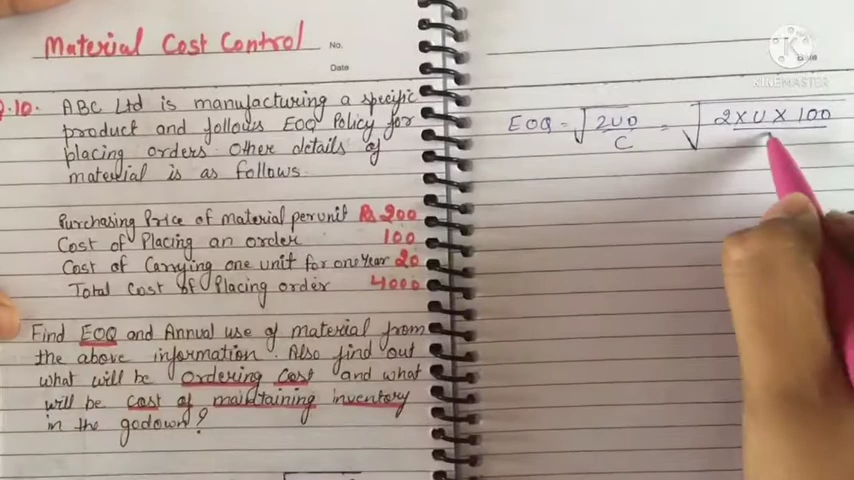 Material Cost Control
No.
Date
Q.10. ABC Ltd is manufacturing a specific
product and follows EOQ Policy for
placing orders. Other details of
material is as follows.
Purchasing Price of material per unit Rs. 200
Cost of Placing an order 100
Cost of Carrying one unit for one Year 20
Total Cost of Placing order 4000
Find EOQ and Annual use of material from
the above information. Also find out
what will be ordering cost and what
will be cost of maintaining inventory
in the godown?
EOQ = √2UO/C = √2XUX100
K
KINEMASTER